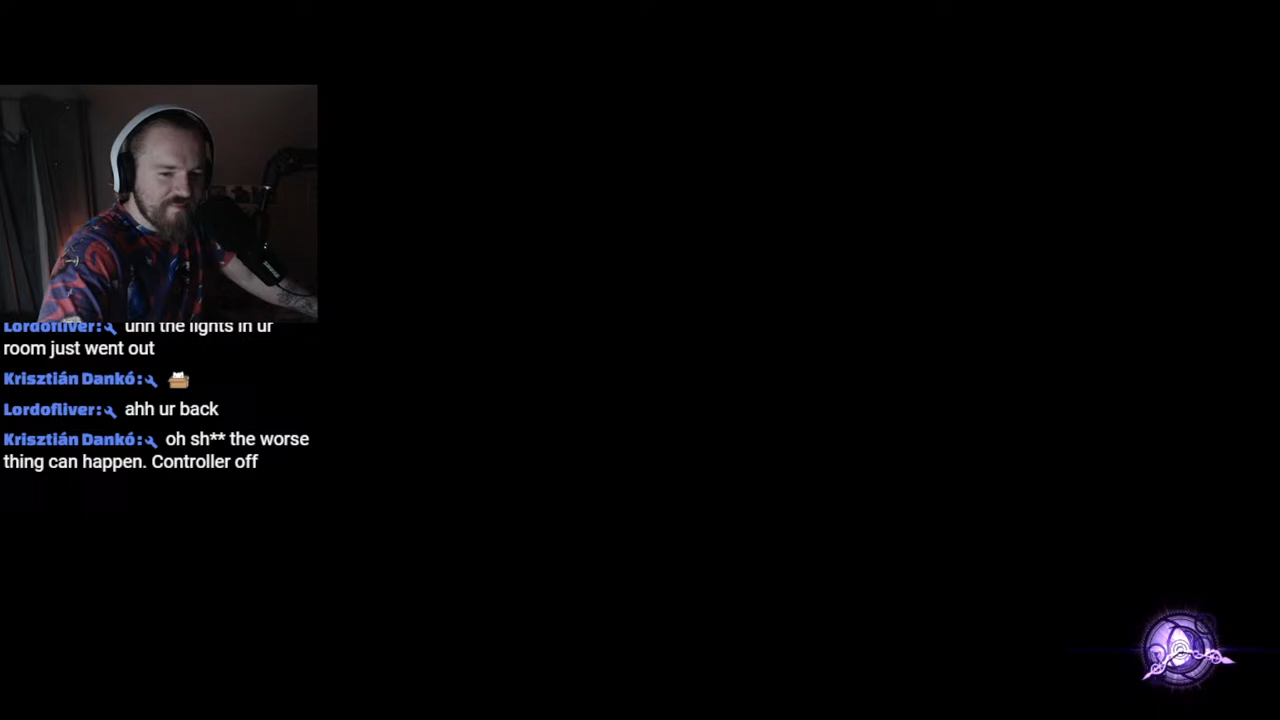 Lordofliver: uhh the lights in ur
room just went out
Krisztián Dankó:
Lordofliver: ahh ur back
Krisztián Dankó: oh sh** the worse
thing can happen. Controller off